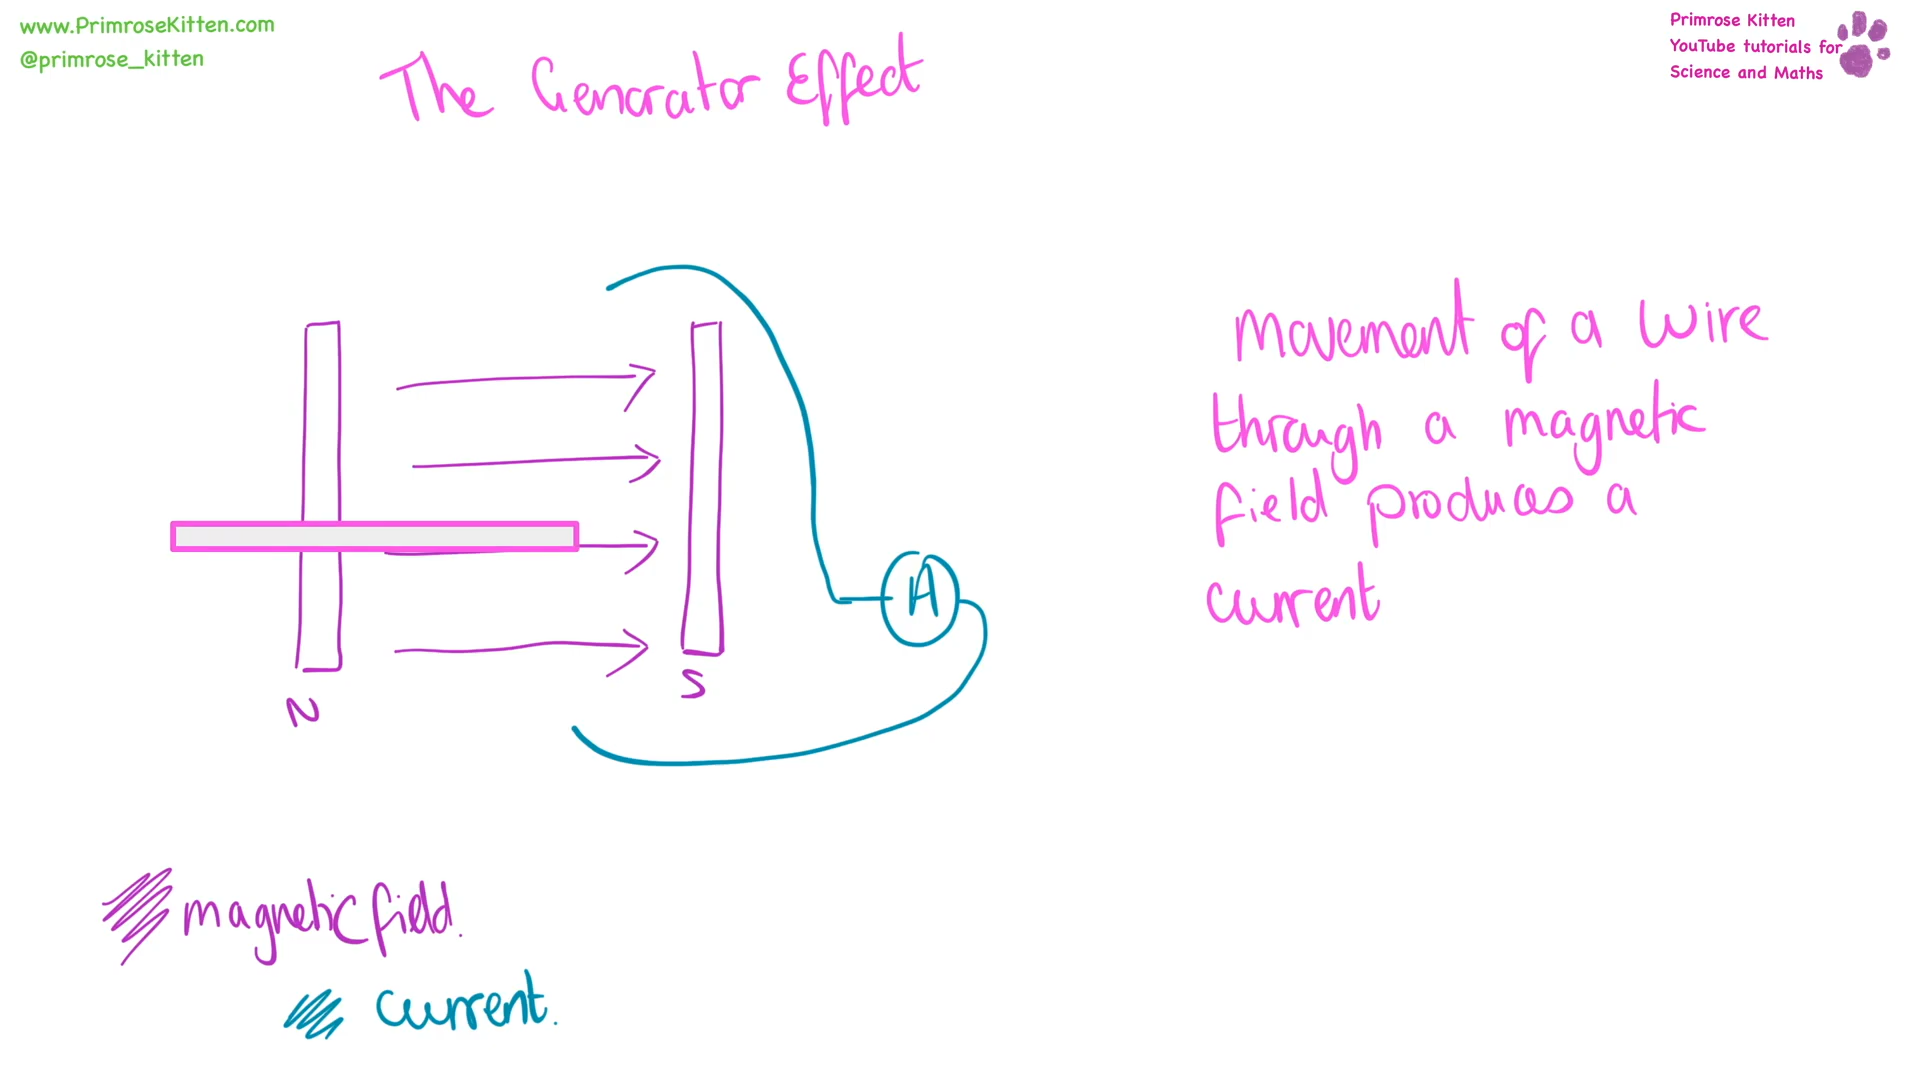 www.PrimroseKitten.com
@primrose_kitten
Primrose Kitten
YouTube tutorials for
Science and Maths
The Generator Effect
Movement of a wire
through a magnetic
field produces a
current
A
N
S
magnetic field.
current.